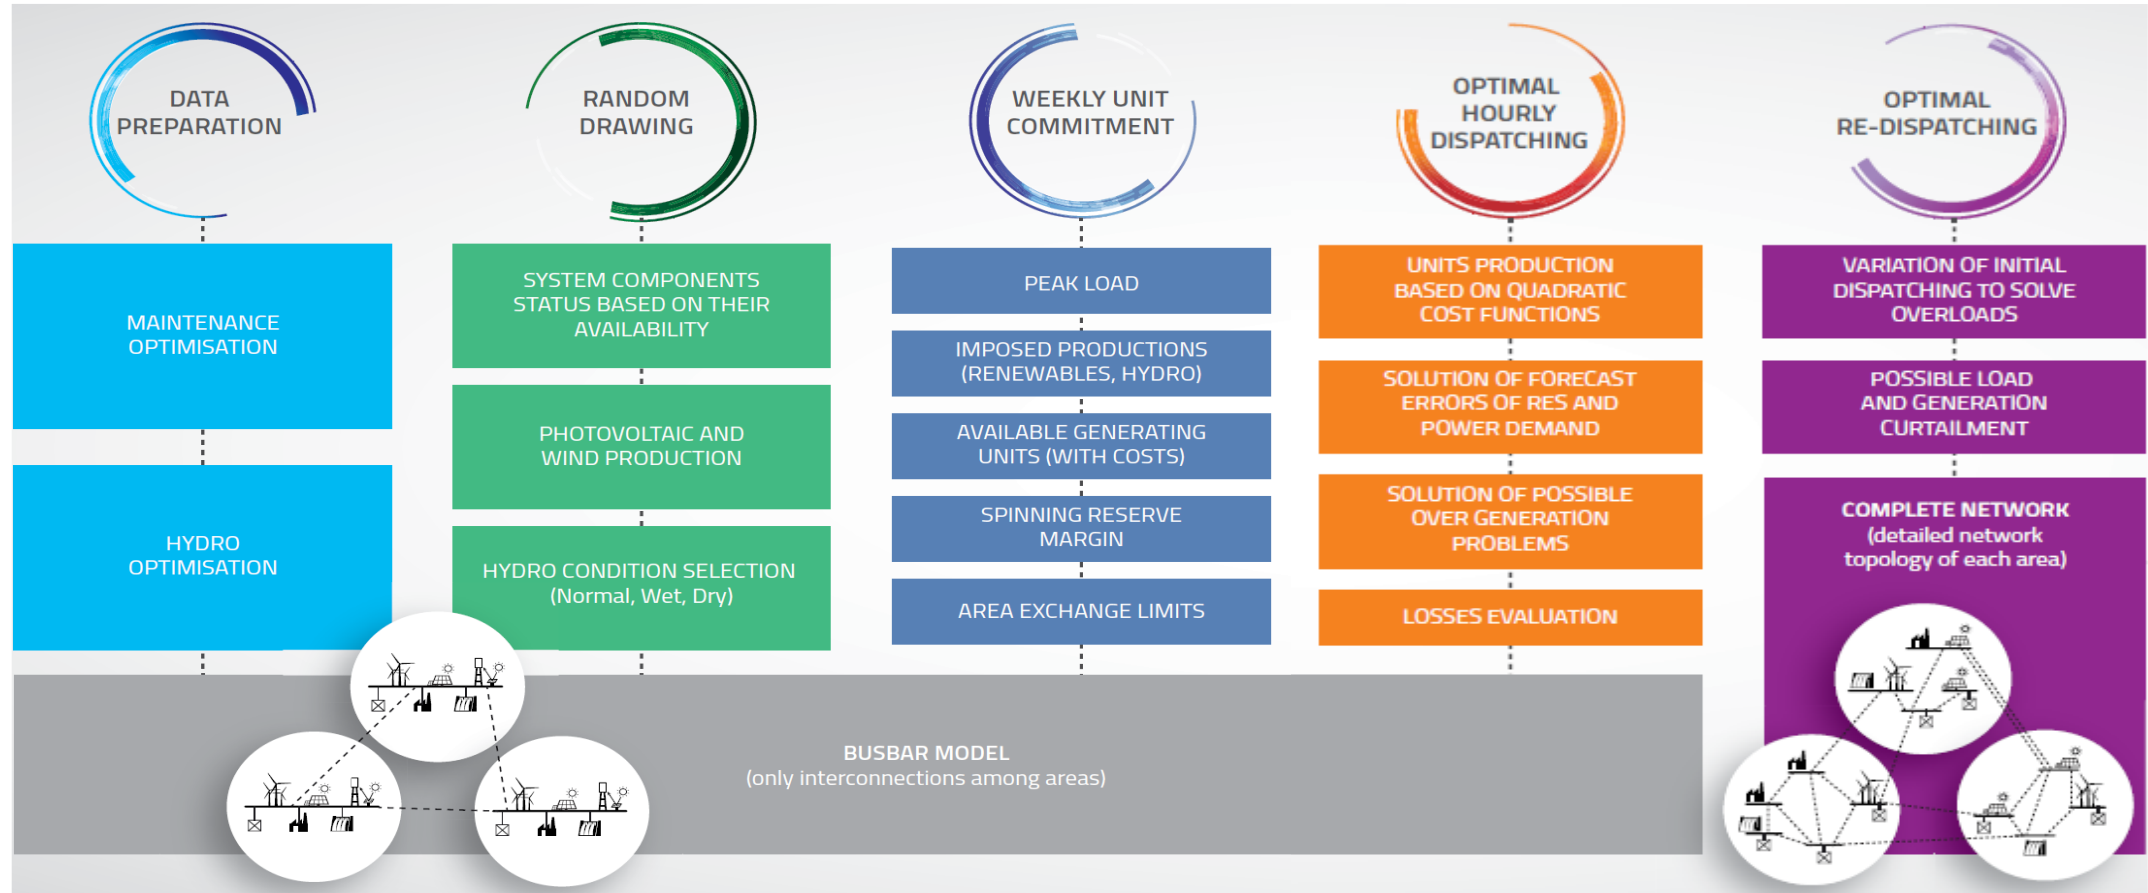 DATA
PREPARATION
MAINTENANCE
OPTIMISATION
HYDRO
OPTIMISATION
RANDOM
DRAWING
SYSTEM COMPONENTS
STATUS BASED ON THEIR
AVAILABILITY
PHOTOVOLTAIC AND
WIND PRODUCTION
HYDRO CONDITION SELECTION
(Normal, Wet, Dry)
WEEKLY UNIT
COMMITMENT
PEAK LOAD
IMPOSED PRODUCTIONS
(RENEWABLES, HYDRO)
AVAILABLE GENERATING
UNITS (WITH COSTS)
SPINNING RESERVE
MARGIN
AREA EXCHANGE LIMITS
OPTIMAL
HOURLY
DISPATCHING
UNITS PRODUCTION
BASED ON QUADRATIC
COST FUNCTIONS
SOLUTION OF FORECAST
ERRORS OF RES AND
POWER DEMAND
SOLUTION OF POSSIBLE
OVER GENERATION
PROBLEMS
LOSSES EVALUATION
BUSBAR MODEL
(only interconnections among areas)
OPTIMAL
RE-DISPATCHING
VARIATION OF INITIAL
DISPATCHING TO SOLVE
OVERLOADS
POSSIBLE LOAD
AND GENERATION
CURTAILMENT
COMPLETE NETWORK
(detailed network
topology of each area)